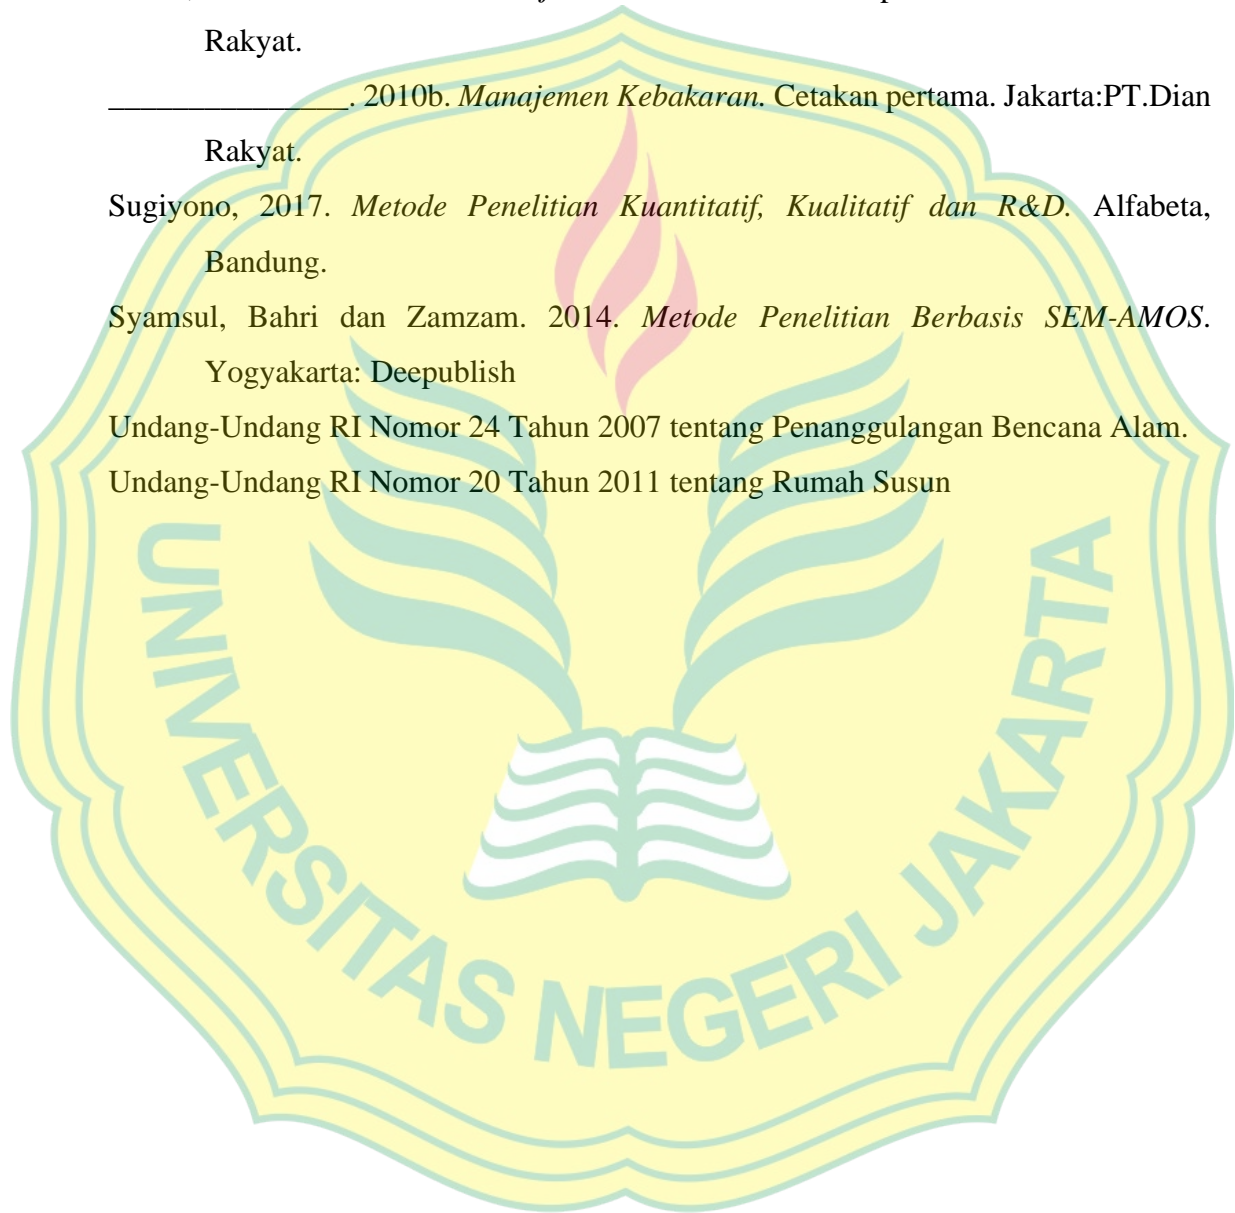 Rakyat.
_______________. 2010b. Manajemen Kebakaran. Cetakan pertama. Jakarta:PT.Dian
Rakyat.
Sugiyono, 2017. Metode Penelitian Kuantitatif, Kualitatif dan R&D. Alfabeta,
Bandung.
Syamsul, Bahri dan Zamzam. 2014. Metode Penelitian Berbasis SEM-AMOS.
Yogyakarta: Deepublish
Undang-Undang RI Nomor 24 Tahun 2007 tentang Penanggulangan Bencana Alam.
Undang-Undang RI Nomor 20 Tahun 2011 tentang Rumah Susun
UNIVERSITAS NEGERI JAKARTA